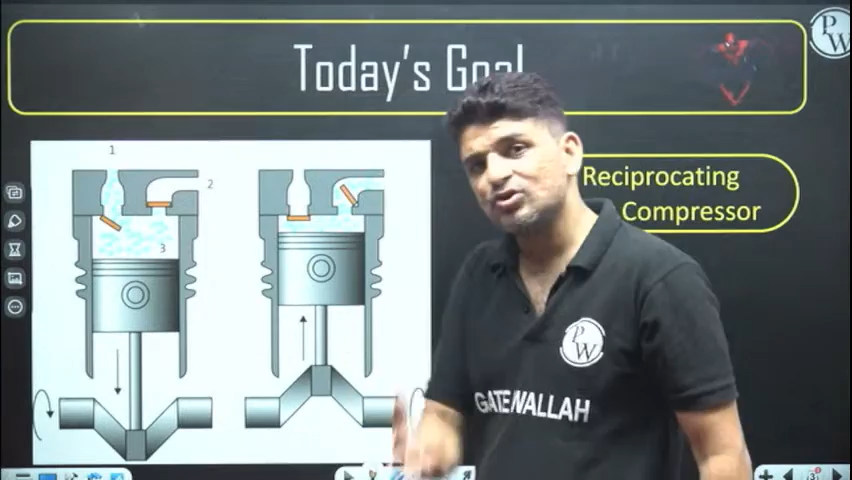 Today's Goal
PW
1
2
3
Reciprocating
Compressor
PW
GATE WALLAH